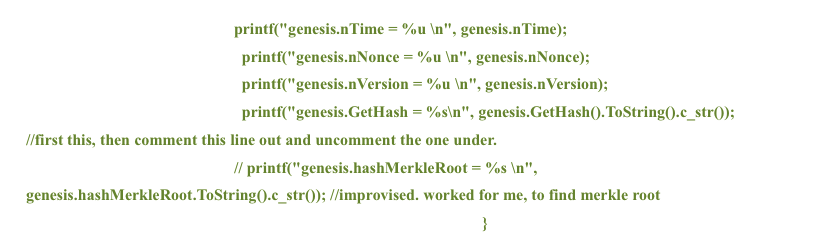 printf("genesis.nTime = %u \n", genesis.nTime);
printf("genesis.nNonce = %u \n", genesis.nNonce);
printf("genesis.nVersion = %u \n", genesis.nVersion);
printf("genesis.GetHash = %s\n", genesis.GetHash().ToString().c_str());
//first this, then comment this line out and uncomment the one under.
// printf("genesis.hashMerkleRoot = %s \n",
genesis.hashMerkleRoot.ToString().c_str()); //improvised. worked for me, to find merkle root
}